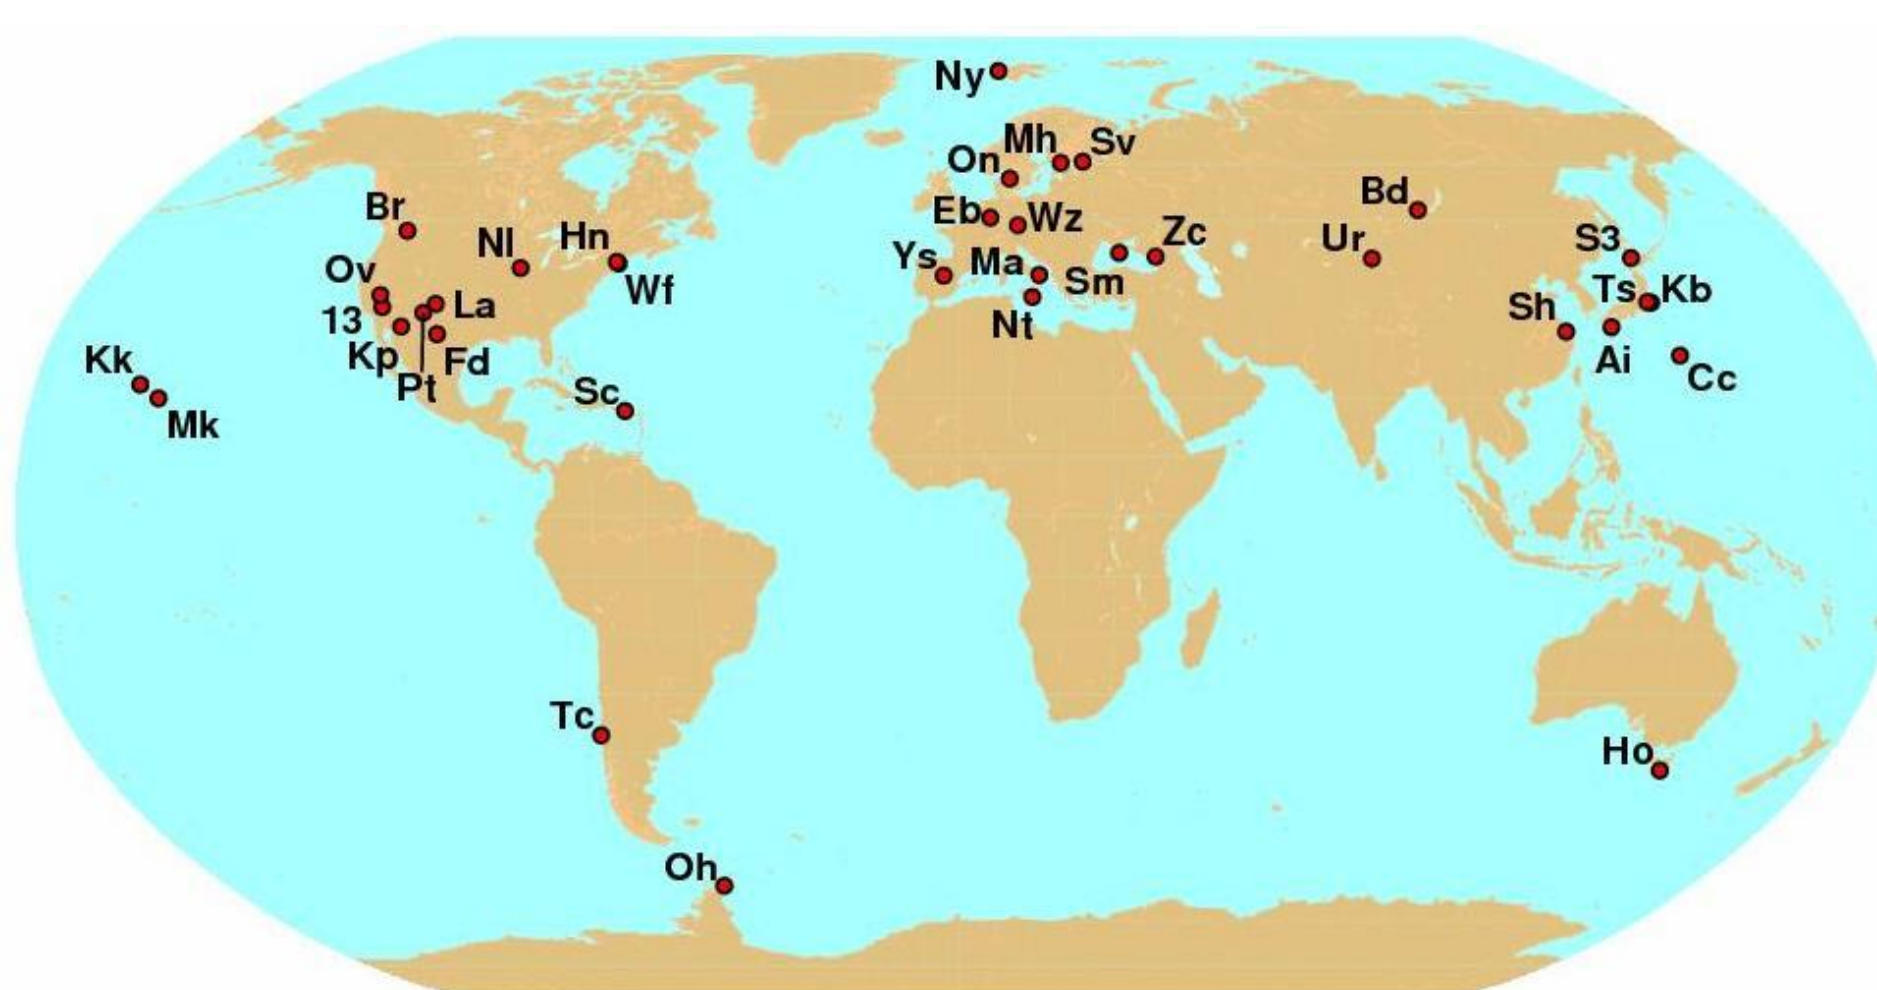 Ny
Mh
Sv
On
Bd
Br
Eb
Wz
Zc
Ur
S3
Nl
Hn
Ys
Ma
Sm
Ov
Wf
Ts
Kb
La
13
Sh
Nt
Kp
Fd
Ai
Kk
Pt
Cc
Sc
Mk
Tc
Ho
Oh